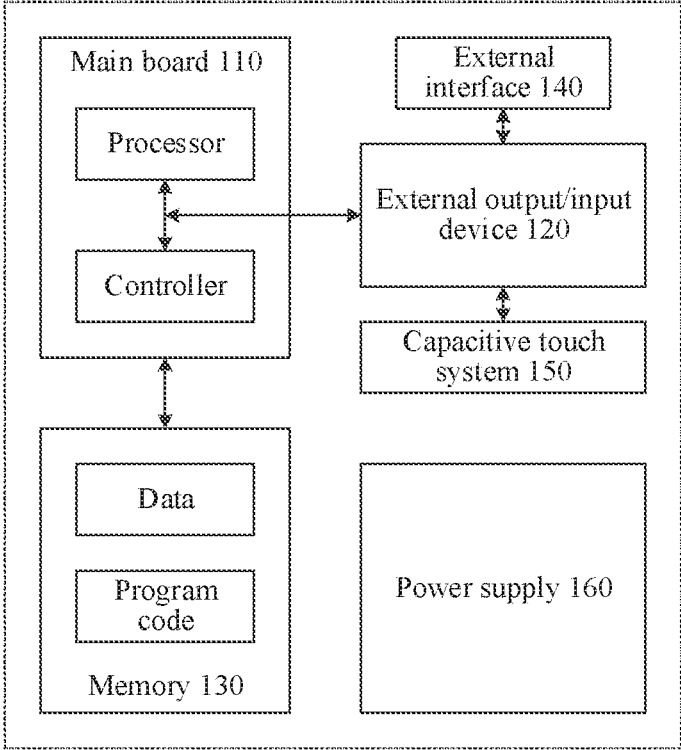 Main board 110
Processor
Controller
External
interface 140
External output/input
device 120
Capacitive touch
system 150
Data
Program
code
Memory 130
Power supply 160